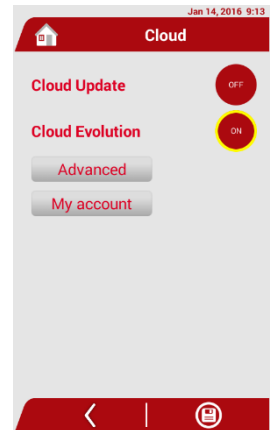 Jan 14, 2016 9:13
Cloud
Cloud Update
OFF
Cloud Evolution
ON
Advanced
My account